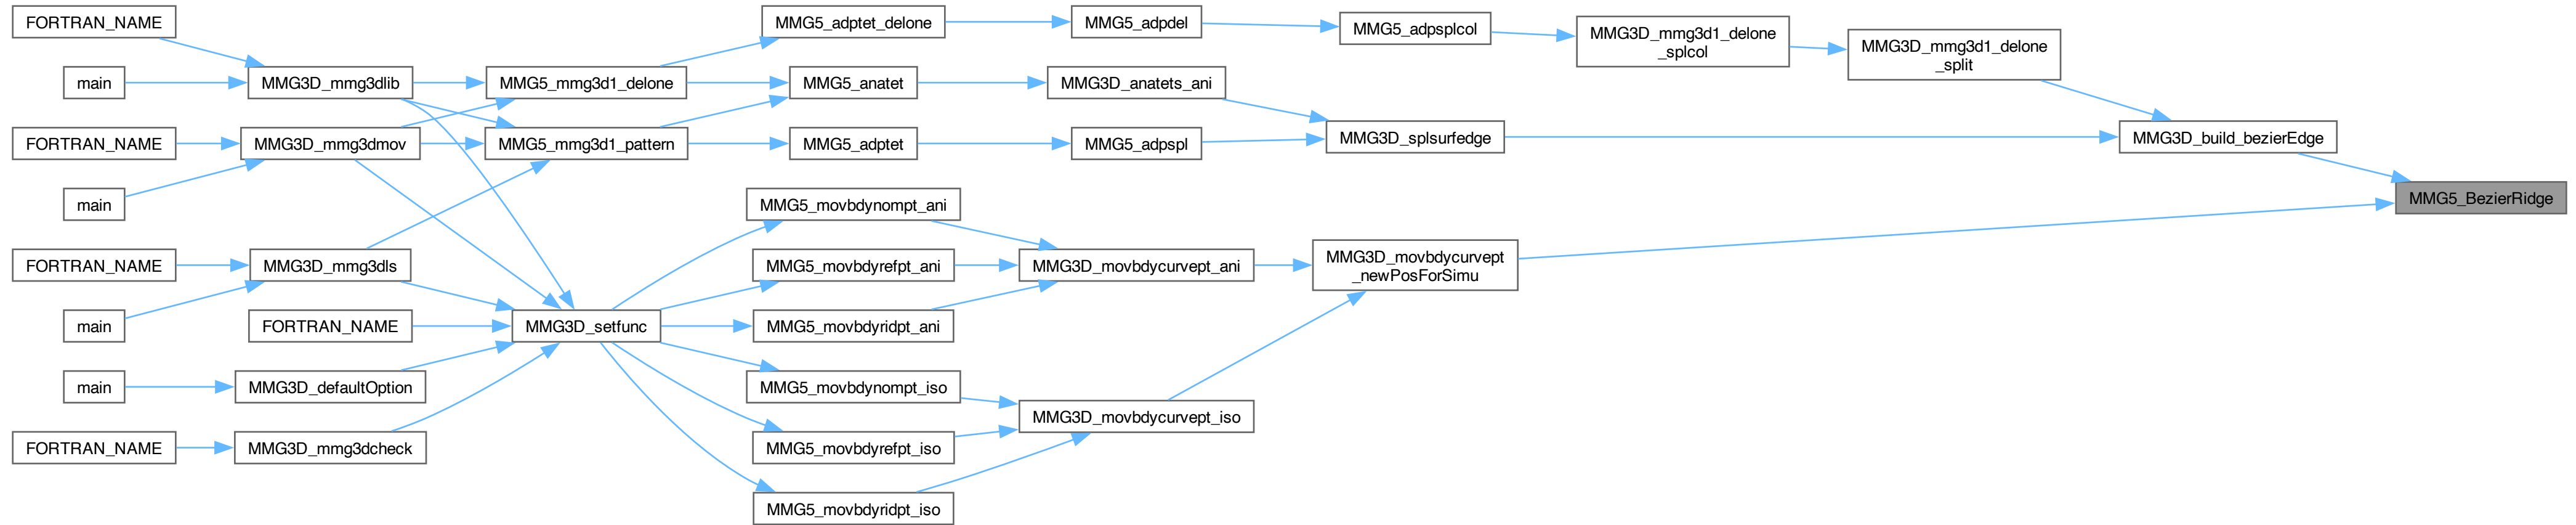 FORTRAN_NAME
main
FORTRAN_NAME
main
FORTRAN_NAME
main
main
FORTRAN_NAME
MMG3D_mmg3dlib
MMG3D_mmg3dmov
MMG3D_mmg3dls
FORTRAN_NAME
MMG3D_defaultOption
MMG3D_mmg3dcheck
MMG5_mmg3d1_delone
MMG5_mmg3d1_pattern
MMG3D_setfunc
MMG5_adptet_delone
MMG5_anatet
MMG5_adptet
MMG5_movbdynompt_ani
MMG5_movbdyrefpt_ani
MMG5_movbdyridpt_ani
MMG5_movbdynompt_iso
MMG5_movbdyrefpt_iso
MMG5_movbdyridpt_iso
MMG5_adpdel
MMG3D_anatets_ani
MMG5_adpspl
MMG3D_movbdycurvept_ani
MMG3D_movbdycurvept_iso
MMG5_adpsplcol
MMG3D_splsurfedge
MMG3D_movbdycurvept
_newPosForSimu
MMG3D_mmg3d1_delone
_splcol
MMG3D_mmg3d1_delone
_split
MMG3D_build_bezierEdge
MMG5_BezierRidge